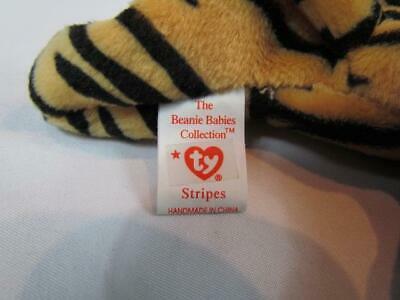 The
Beanie Babies
Collection™
★ ty ®
Stripes
HANDMADE IN CHINA